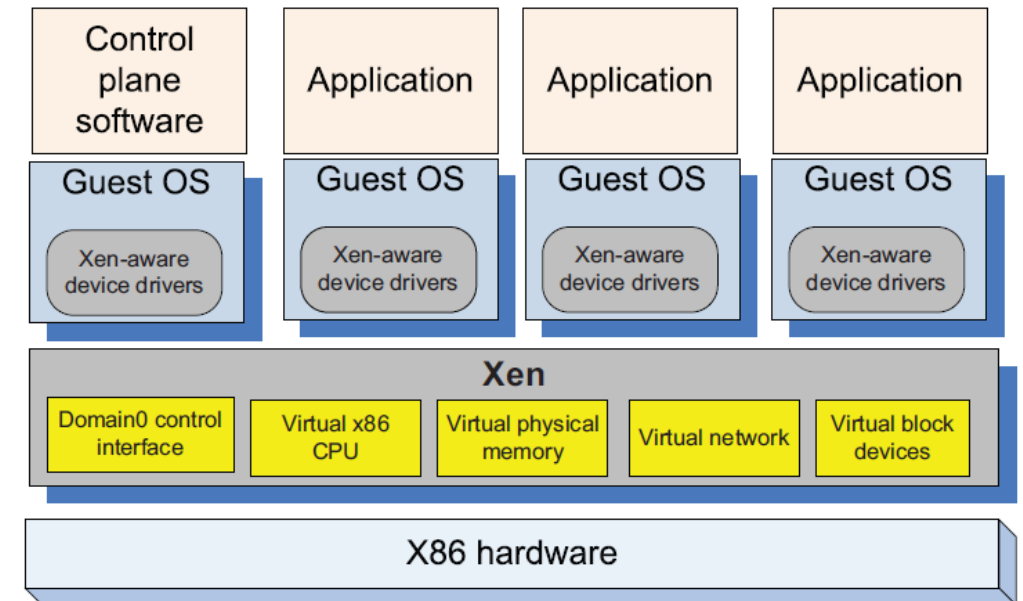 Control
plane
software
Application
Application
Application
Guest OS
Guest OS
Guest OS
Guest OS
Xen-aware
device drivers
Xen-aware
device drivers
Xen-aware
device drivers
Xen-aware
device drivers
Xen
Domain0 control
interface
Virtual x86
CPU
Virtual physical
memory
Virtual network
Virtual block
devices
X86 hardware